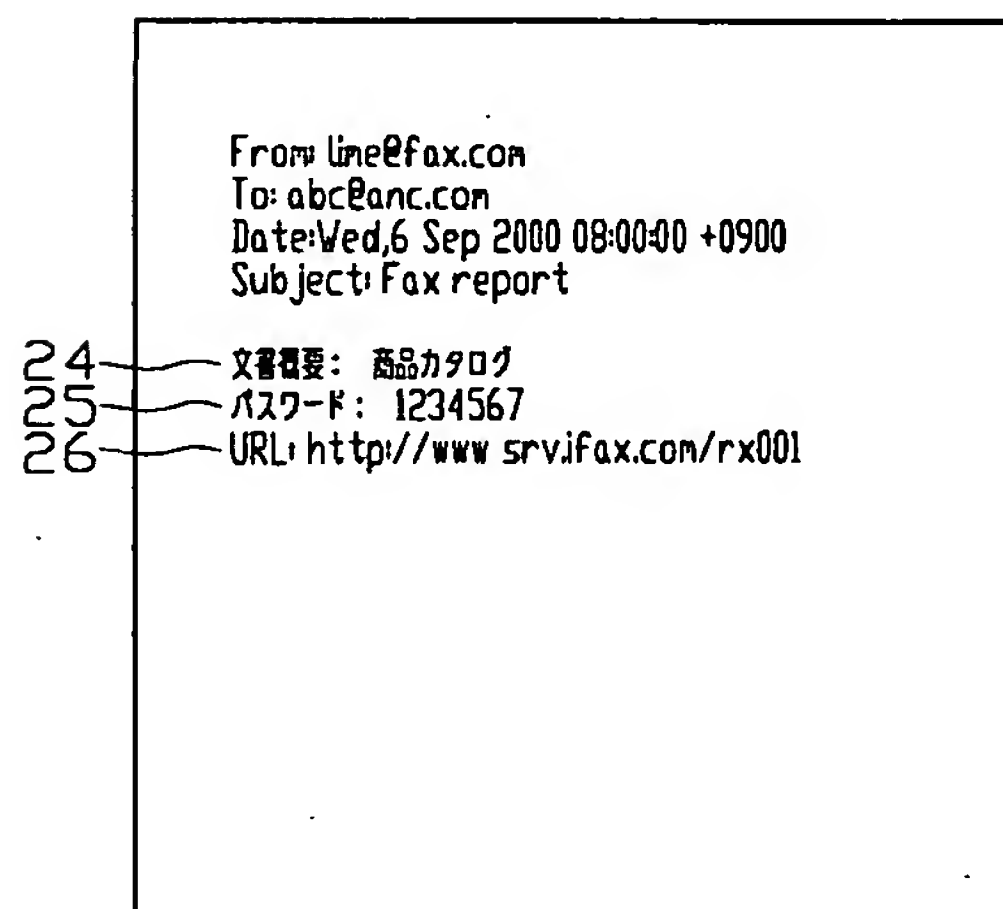 From: line@fax.com
To: abc@anc.com
Date:Wed,6 Sep 2000 08:00:00 +0900
Subject: Fax report
24 文書概要: 商品カタログ
25 パスワード: 1234567
26 URL: http://www srv.ifax.com/rx001